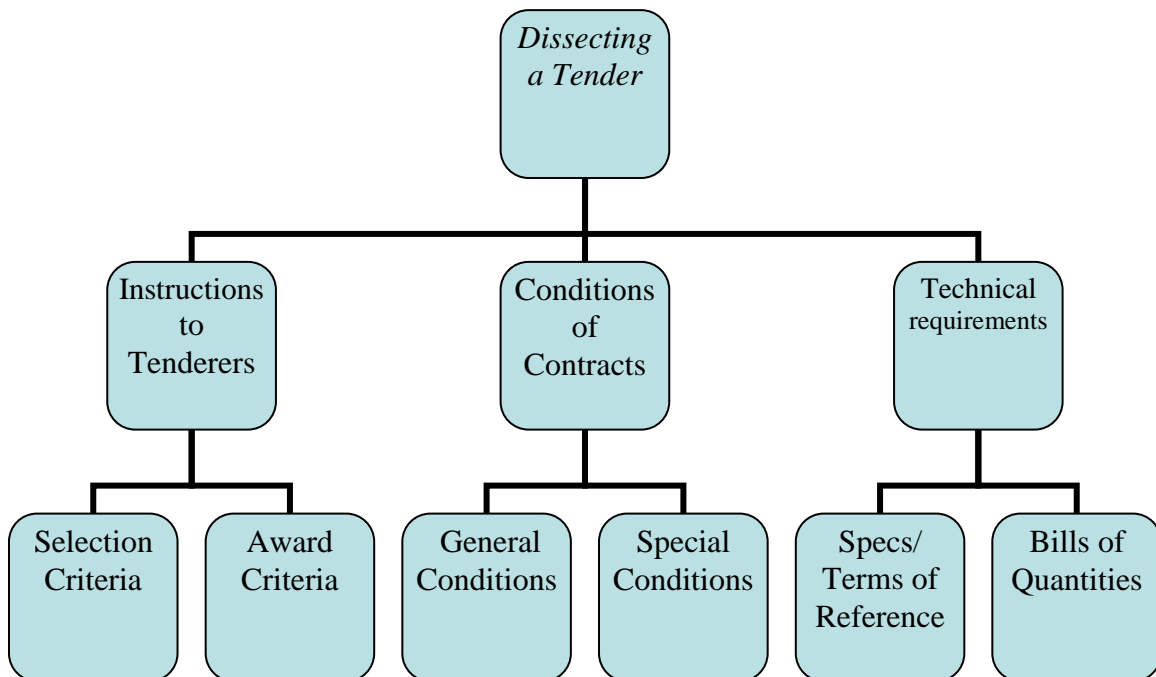 Dissecting
a Tender
Instructions
to
Tenderers
Conditions
of
Contracts
Technical
requirements
Selection
Criteria
Award
Criteria
General
Conditions
Special
Conditions
Specs/
Terms of
Reference
Bills of
Quantities